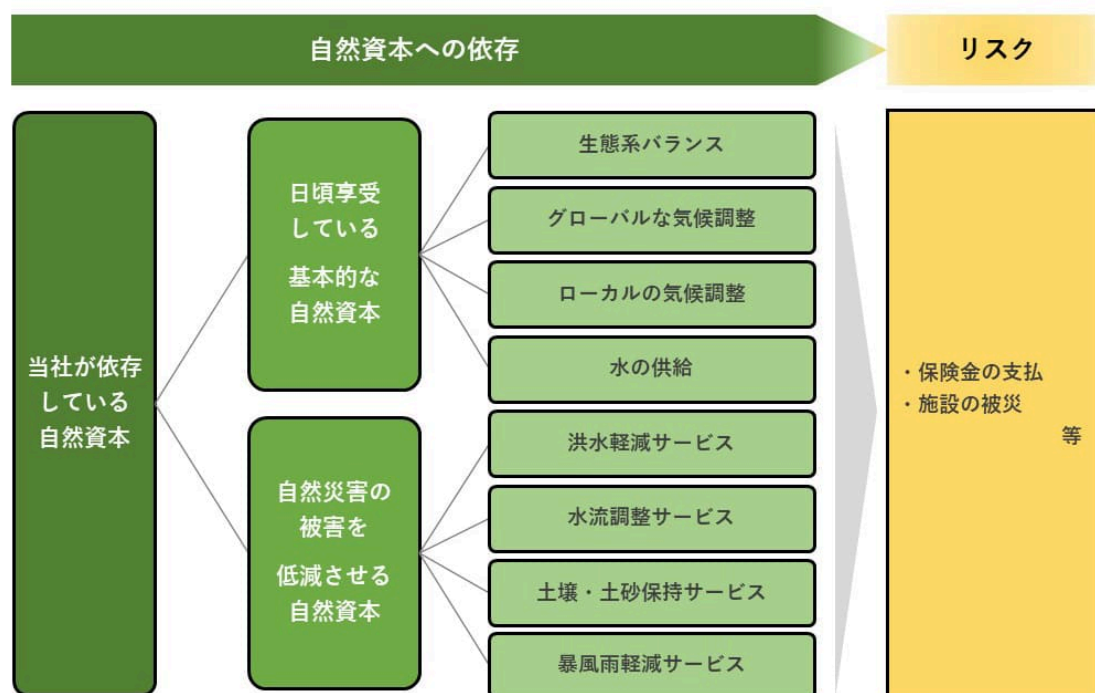 自然資本への依存
リスク
当社が依存
している
自然資本
日頃享受
している
基本的な
自然資本
生態系バランス
グローバルな気候調整
ローカルの気候調整
水の供給
自然災害の
被害を
低減させる
自然資本
洪水軽減サービス
水流調整サービス
土壌・土砂保持サービス
暴風雨軽減サービス
・保険金の支払
・施設の被災
等